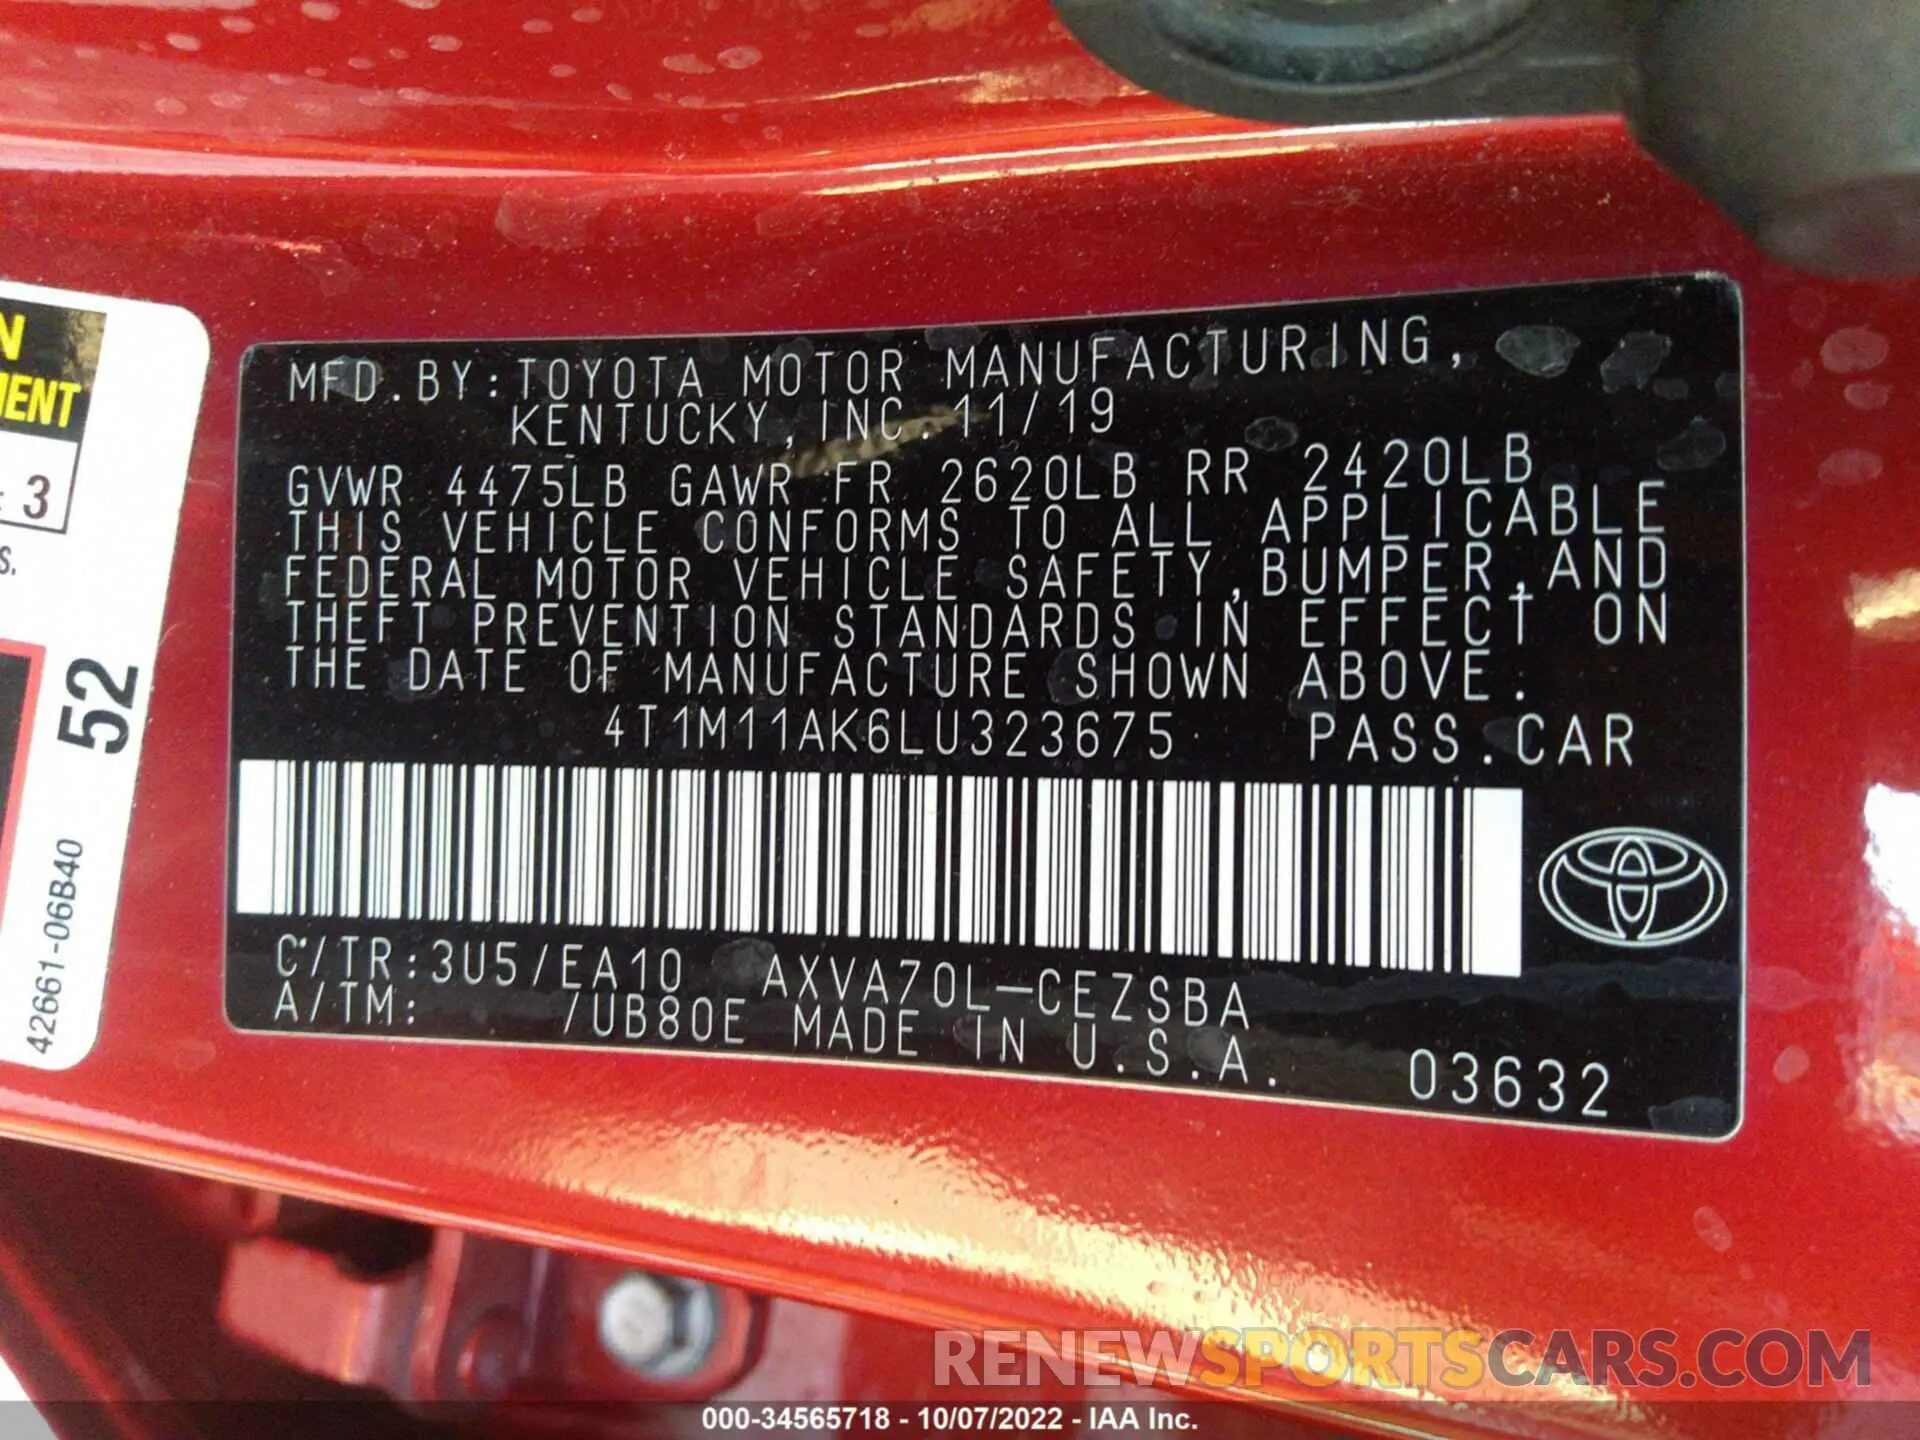 MFD.BY:TOYOTA MOTOR MANUFACTURING,
KENTUCKY,INC. 11/19
GVWR 4475LB GAWR FR 2620LB RR 2420LB
THIS VEHICLE CONFORMS TO ALL APPLICABLE
FEDERAL MOTOR VEHICLE SAFETY,BUMPER,AND
THEFT PREVENTION STANDARDS IN EFFECT ON
THE DATE OF MANUFACTURE SHOWN ABOVE.
4T1M11AK6LU323675 PASS.CAR
C/TR:3U5/EA10 AXVA70L-CEZSBA
A/TM: /UB80E MADE IN U.S.A.
03632
3
52
42661-06B40
RENEWSPORTSCARS.COM
000-34565718 - 10/07/2022 - IAA Inc.